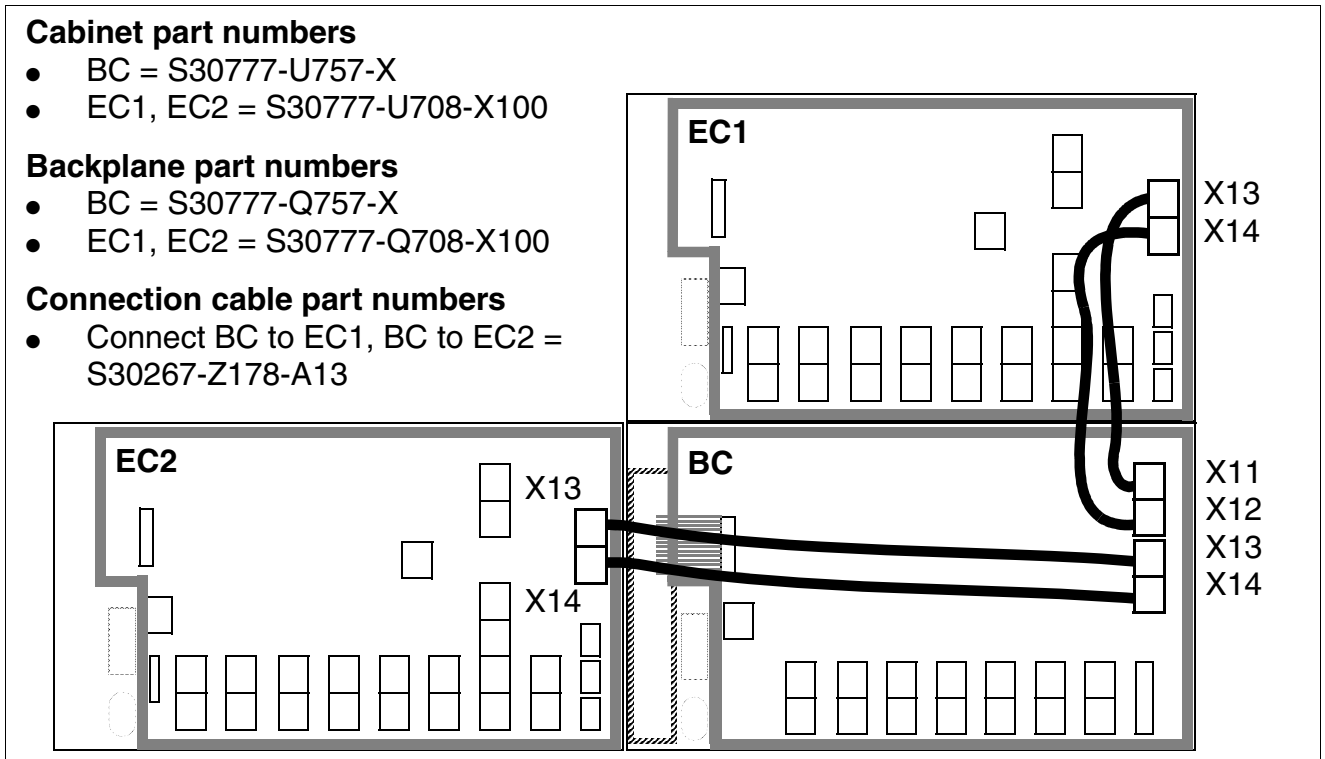 Cabinet part numbers
● BC = S30777-U757-X
● EC1, EC2 = S30777-U708-X100
Backplane part numbers
● BC = S30777-Q757-X
● EC1, EC2 = S30777-Q708-X100
Connection cable part numbers
● Connect BC to EC1, BC to EC2 =
S30267-Z178-A13
EC1
X13
X14
EC2
X13
X14
BC
X11
X12
X13
X14